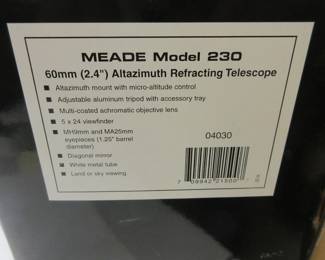 MEADE Model 230
60mm (2.4") Altazimuth Refracting Telescope
■ Altazimuth mount with micro-altitude control
■ Adjustable aluminum tripod with accessory tray
■ Multi-coated achromatic objective lens
■ 5 x 24 viewfinder
■ MH9mm and MA25mm
eyepieces (1.25" barrel
diameter)
■ Diagonal mirror
■ White metal tube
■ Land or sky viewing
04030